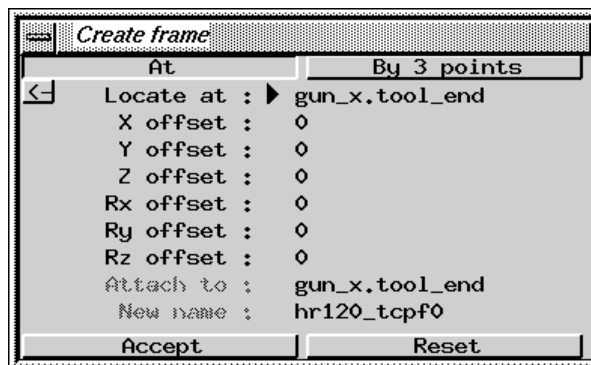 Create frame
At By 3 points
<- Locate at : gun_x.tool_end
X offset : 0
Y offset : 0
Z offset : 0
Rx offset : 0
Ry offset : 0
Rz offset : 0
Attach to : gun_x.tool_end
New name : hr120_tcpf0
Accept Reset